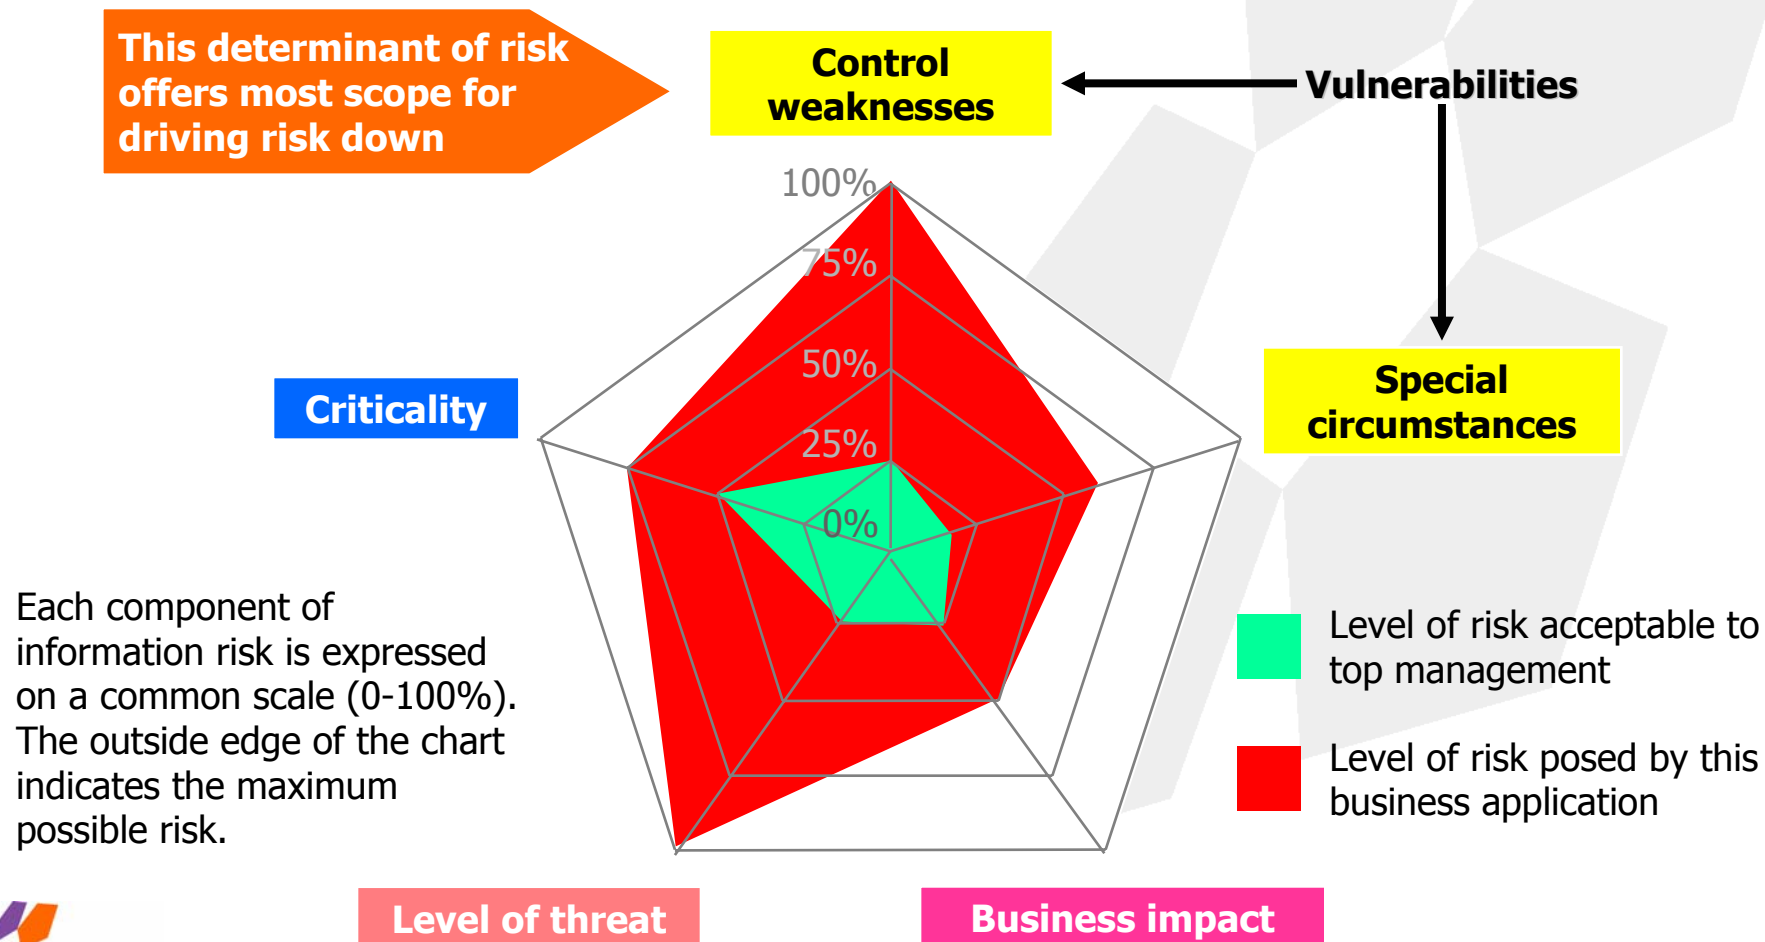 This determinant of risk
offers most scope for
driving risk down
Control
weaknesses
Vulnerabilities
100%
75%
50%
25%
0%
Criticality
Special
circumstances
Each component of
information risk is expressed
on a common scale (0-100%).
The outside edge of the chart
indicates the maximum
possible risk.
Level of risk acceptable to
top management
Level of risk posed by this
business application
Level of threat
Business impact